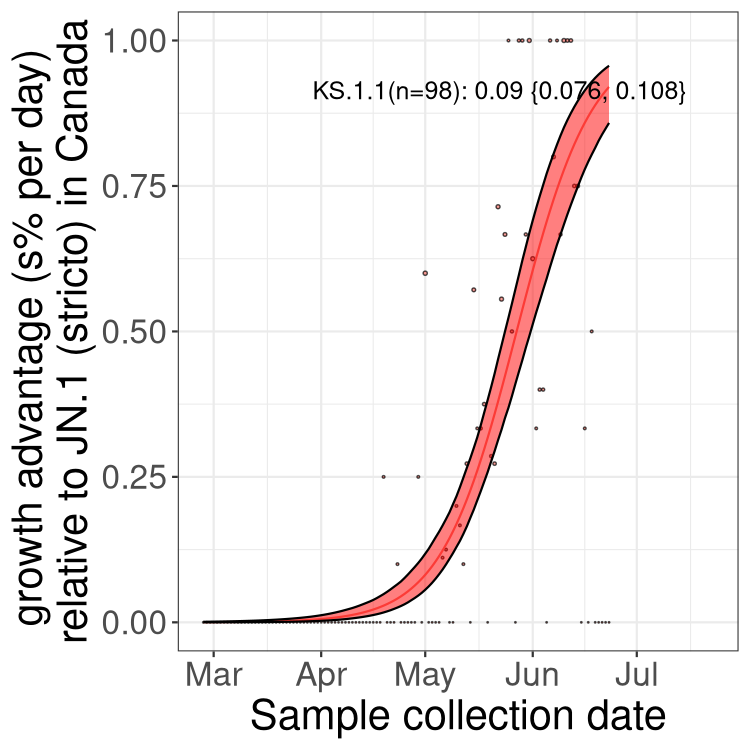 growth advantage (s% per day)
relative to JN.1 (stricto) in Canada
1.00
0.75
0.50
0.25
0.00
KS.1.1(n=98): 0.09 {0.076, 0.108}
Mar Apr May Jun Jul
Sample collection date